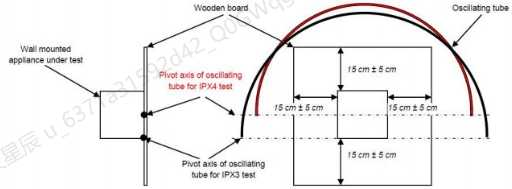 Wooden board
Oscillating tube
Wall mounted
appliance under test
Pivot axis of oscillating
tube for IPX4 test
Pivot axis of oscillating
tube for IPX3 test
15 cm ± 5 cm
15 cm ± 5 cm
15 cm ± 5 cm
15 cm ± 5 cm